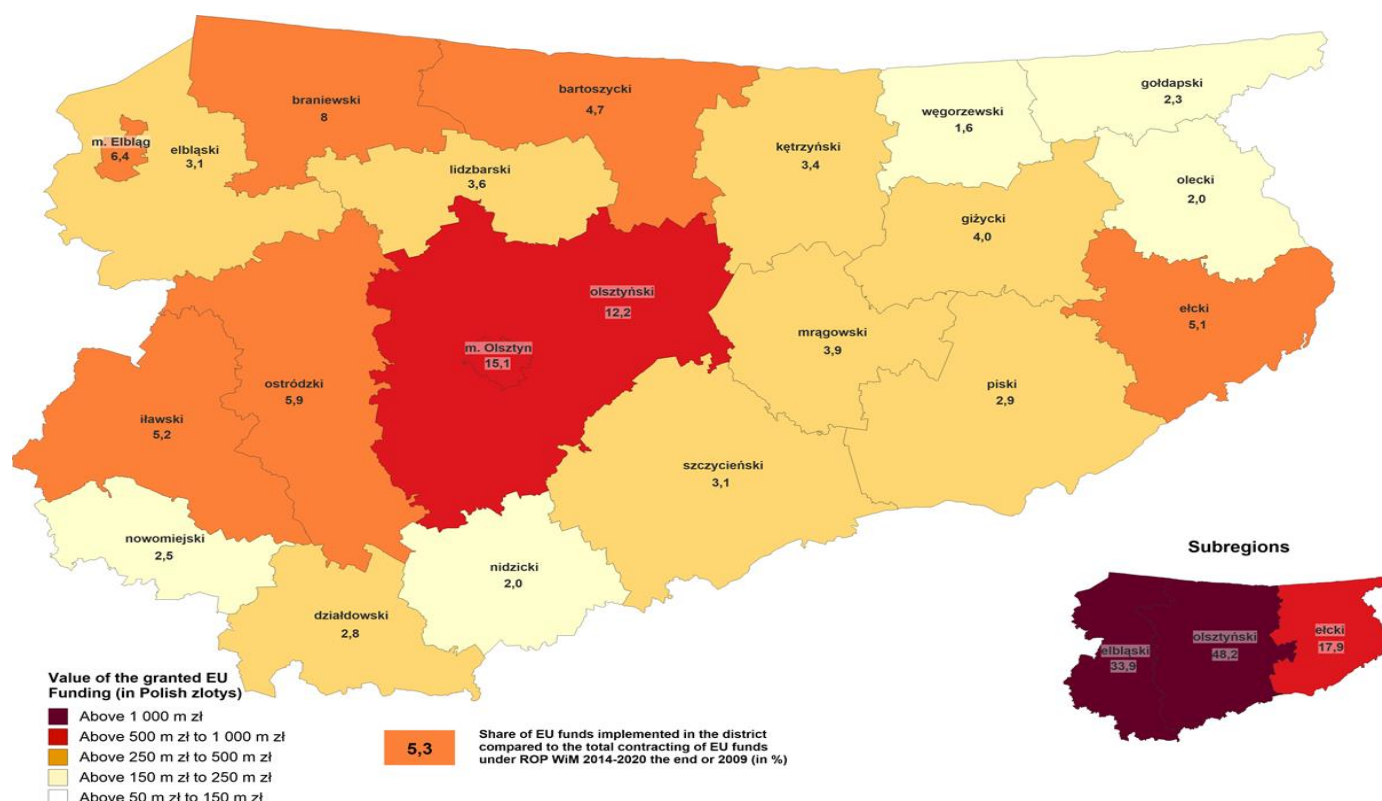 braniewski
8
bartoszycki
4,7
węgorzewski
1,6
gołdapski
2,3
m. Elbląg
6,4
elbląski
3,1
lidzbarski
3,6
kętrzyński
3,4
olecki
2,0
giżycki
4,0
olsztyński
12,2
ełcki
5,1
m. Olsztyn
15,1
mrągowski
3,9
ostródzki
5,9
piski
2,9
iławski
5,2
szczycieński
3,1
nowomiejski
2,5
nidzicki
2,0
działdowski
2,8
Subregions
elbląski
33,9
olsztyński
48,2
ełcki
17,9
Value of the granted EU
Funding (in Polish zlotys)
Above 1 000 m zł
Above 500 m zł to 1 000 m zł
Above 250 m zł to 500 m zł
Above 150 m zł to 250 m zł
Above 50 m zł to 150 m zł
5,3
Share of EU funds implemented in the district
compared to the total contracting of EU funds
under ROP WiM 2014-2020 the end or 2009 (in %)